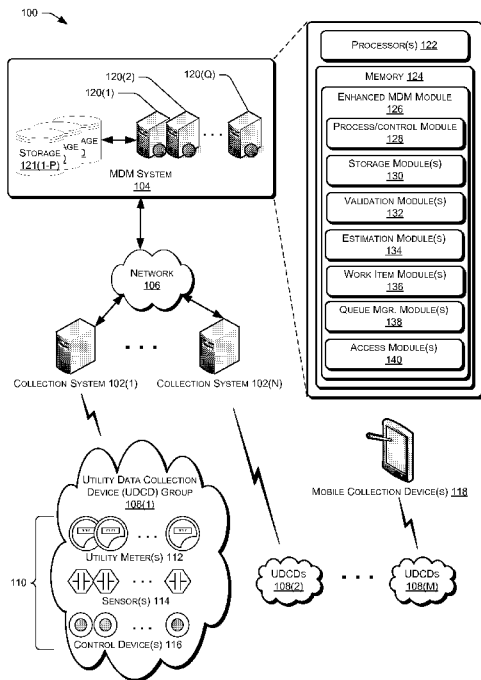 100
PROCESSOR(S) 122
MEMORY 124
ENHANCED MDM MODULE
126
PROCESS/CONTROL MODULE
128
STORAGE MODULE(S)
130
VALIDATION MODULE(S)
132
ESTIMATION MODULE(S)
134
WORK ITEM MODULE(S)
136
QUEUE MGR. MODULE(S)
138
ACCESS MODULE(S)
140
120(1)
120(2)
120(Q)
AGE
AGE
STORAGE
121(1-P)
MDM SYSTEM
104
NETWORK
106
COLLECTION SYSTEM 102(1)
COLLECTION SYSTEM 102(N)
MOBILE COLLECTION DEVICE(S) 118
UTILITY DATA COLLECTION
DEVICE (UDCD) GROUP
108(1)
110
UTILITY METER(S) 112
SENSOR(S) 114
CONTROL DEVICE(S) 116
UDCDS
108(2)
UDCDS
108(M)